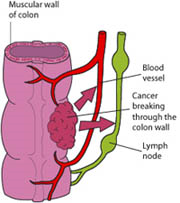 Muscular wall
of colon
Blood
vessel
Cancer
breaking
through the
colon wall
Lymph
node